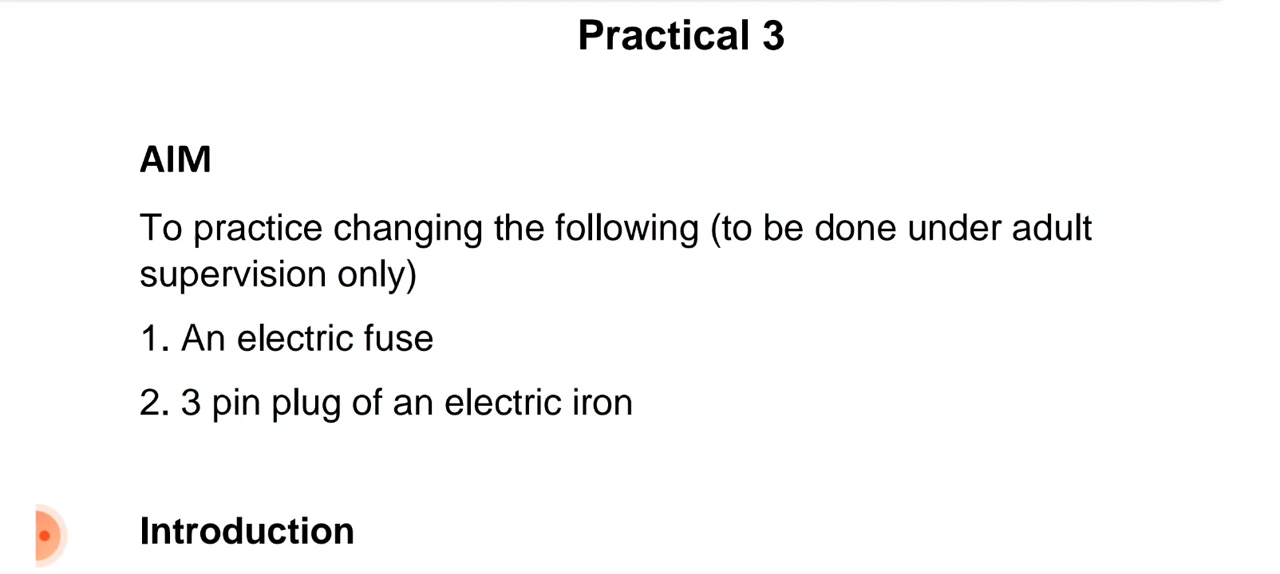 Practical 3
AIM
To practice changing the following (to be done under adult
supervision only)
1. An electric fuse
2. 3 pin plug of an electric iron
Introduction